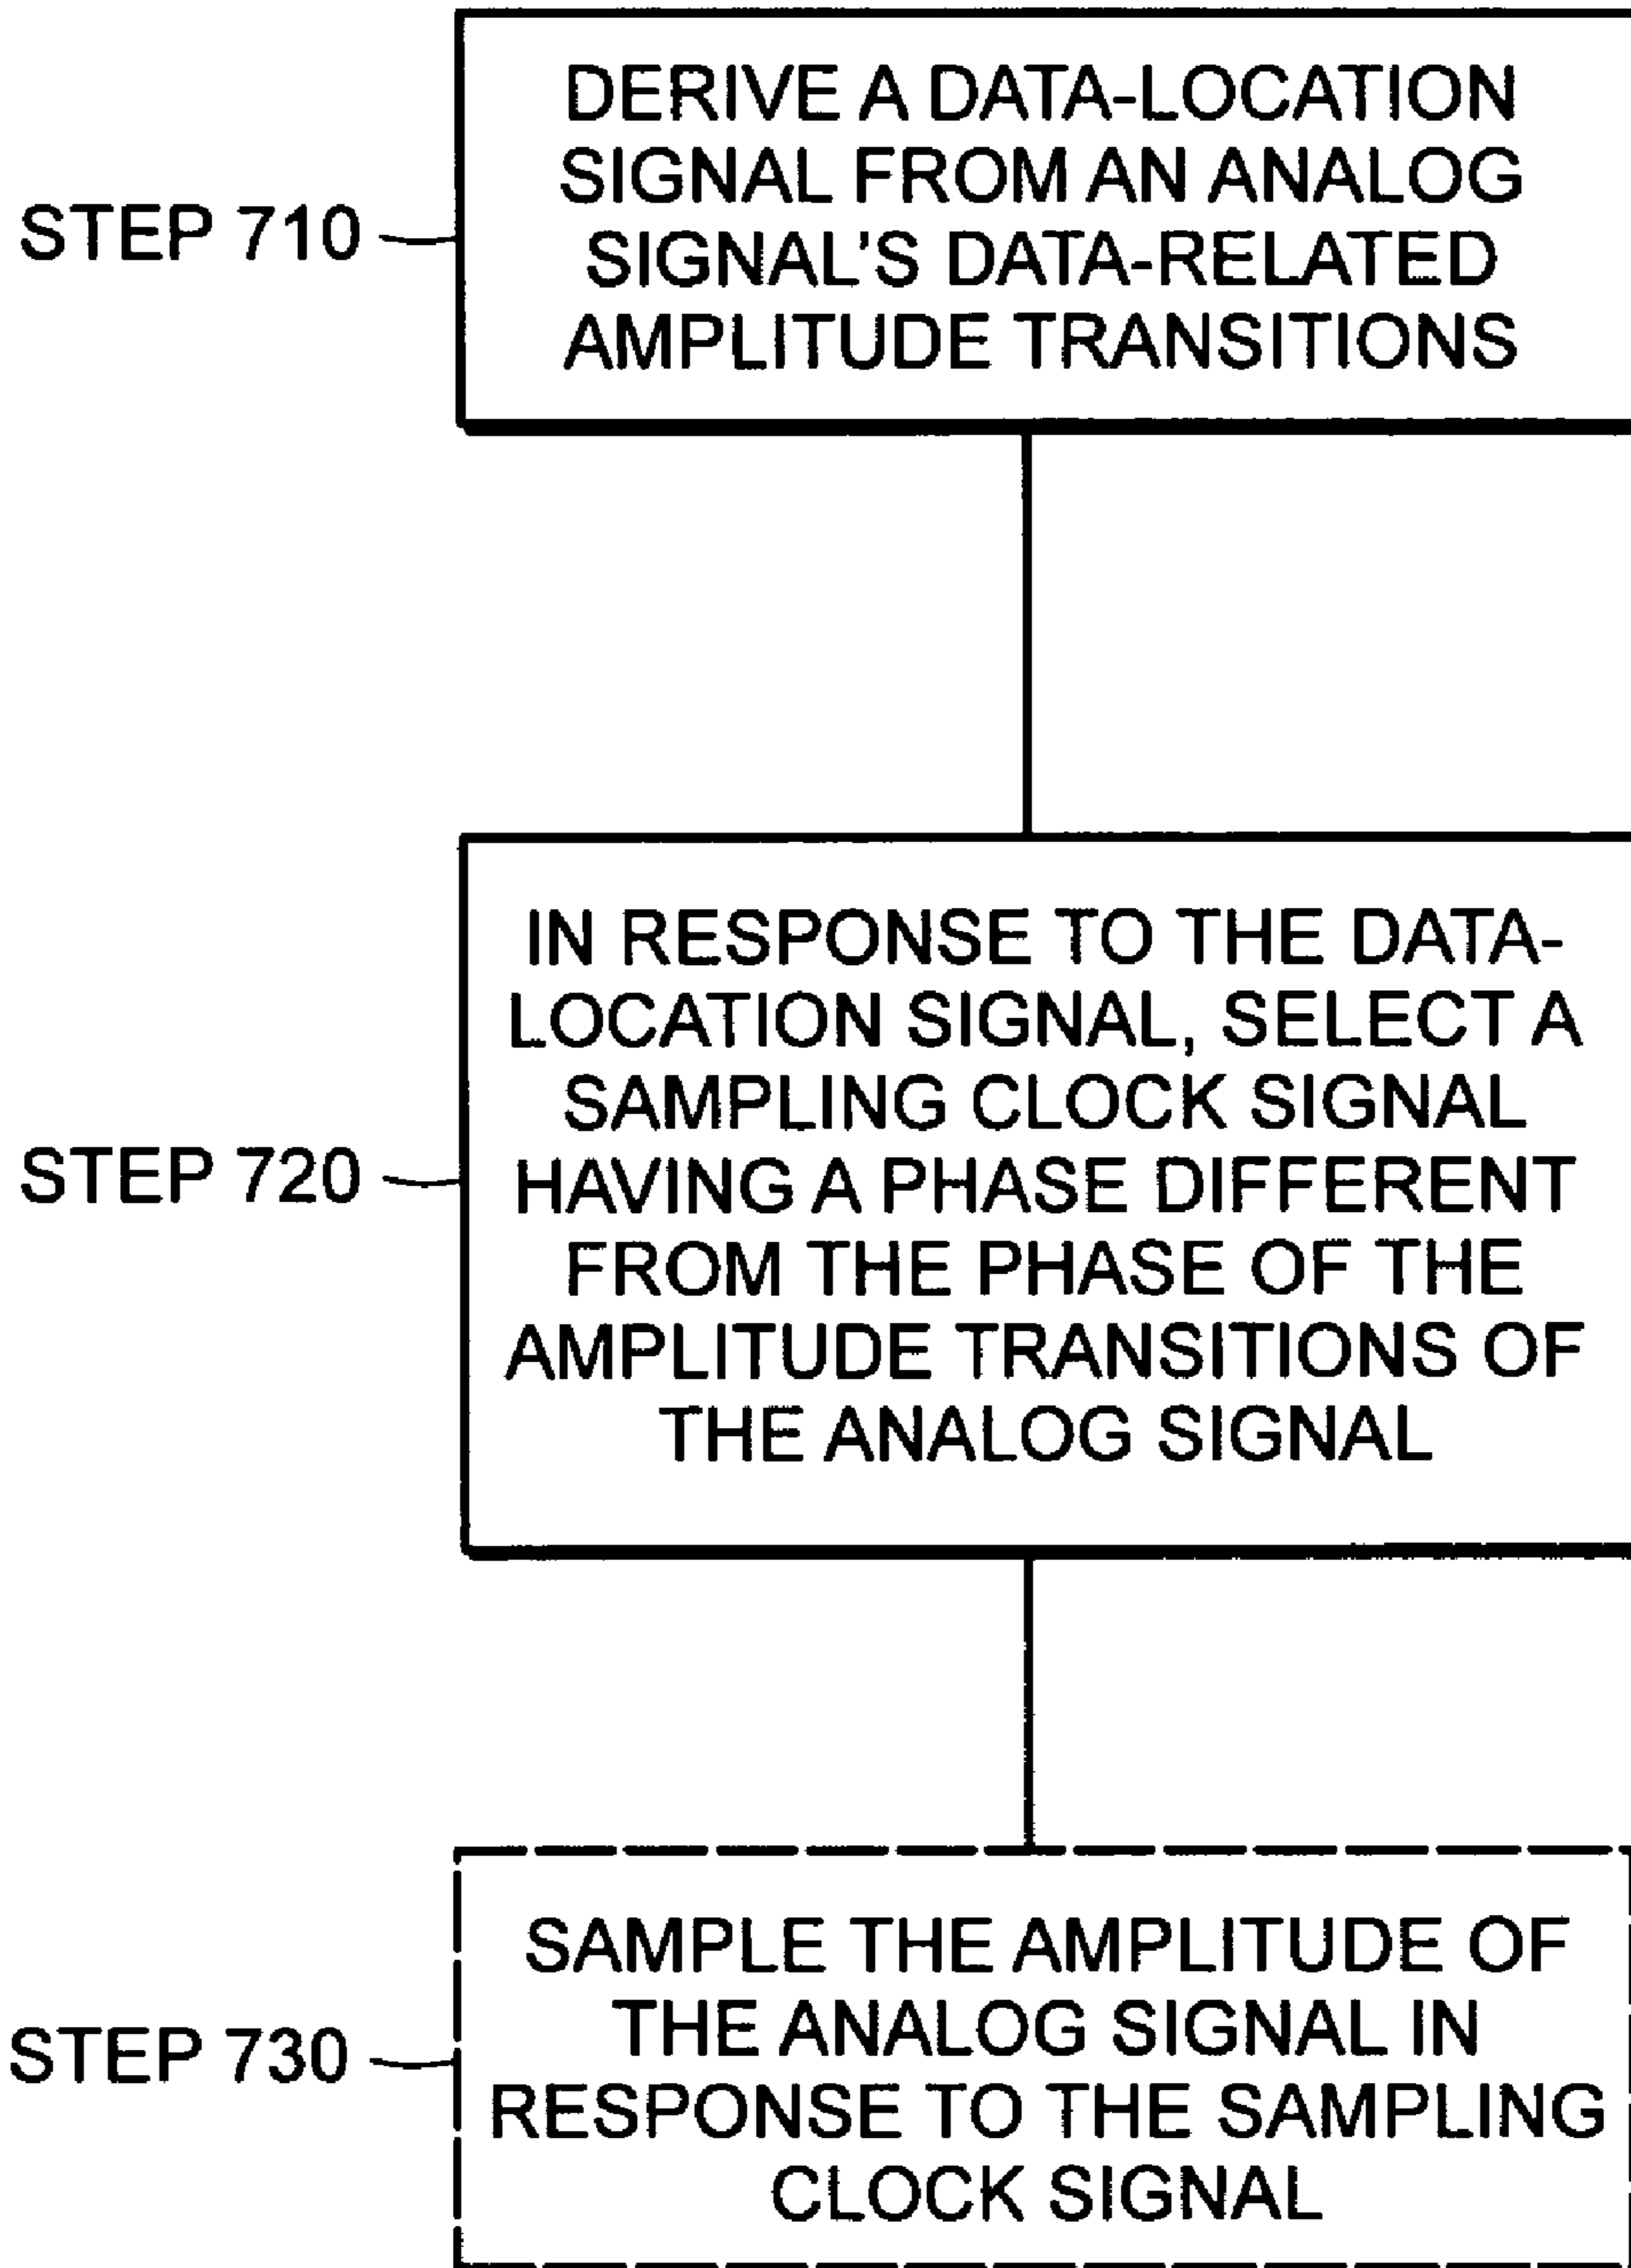 DERIVE A DATA-LOCATION
SIGNAL FROM AN ANALOG
SIGNAL'S DATA-RELATED
AMPLITUDE TRANSITIONS
STEP 710
IN RESPONSE TO THE DATA-
LOCATION SIGNAL, SELECT A
SAMPLING CLOCK SIGNAL
HAVING A PHASE DIFFERENT
FROM THE PHASE OF THE
AMPLITUDE TRANSITIONS OF
THE ANALOG SIGNAL
STEP 720
SAMPLE THE AMPLITUDE OF
THE ANALOG SIGNAL IN
RESPONSE TO THE SAMPLING
CLOCK SIGNAL
STEP 730